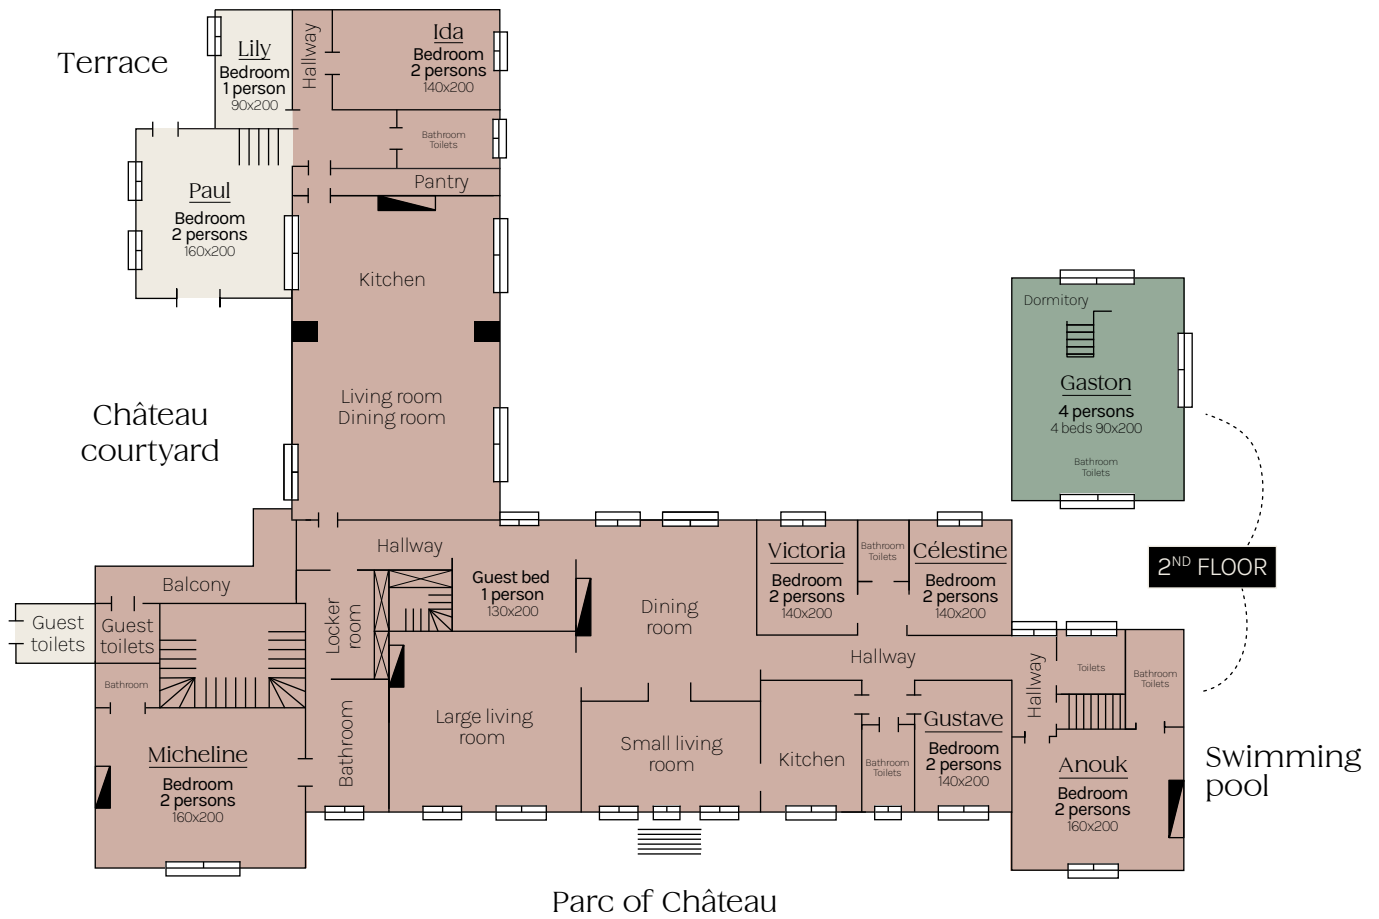 Terrace
Lily
Bedroom
1 person
90x200
Hallway
Ida
Bedroom
2 persons
140x200
Bathroom
Toilets
Pantry
Paul
Bedroom
2 persons
160x200
Kitchen
Living room
Dining room
Château
courtyard
Dormitory
Gaston
4 persons
4 beds 90x200
Bathroom
Toilets
2ND FLOOR
Hallway
Balcony
Guest
toilets
Guest
toilets
Bathroom
Locker
room
Guest bed
1 person
130x200
Dining
room
Victoria
Bedroom
2 persons
140x200
Bathroom
Toilets
Célestine
Bedroom
2 persons
140x200
Hallway
Hallway
Toilets
Bathroom
Toilets
Micheline
Bedroom
2 persons
160x200
Bathroom
Large living
room
Small living
room
Kitchen
Bathroom
Toilets
Gustave
Bedroom
2 persons
140x200
Anouk
Bedroom
2 persons
160x200
Swimming
pool
Parc of Château